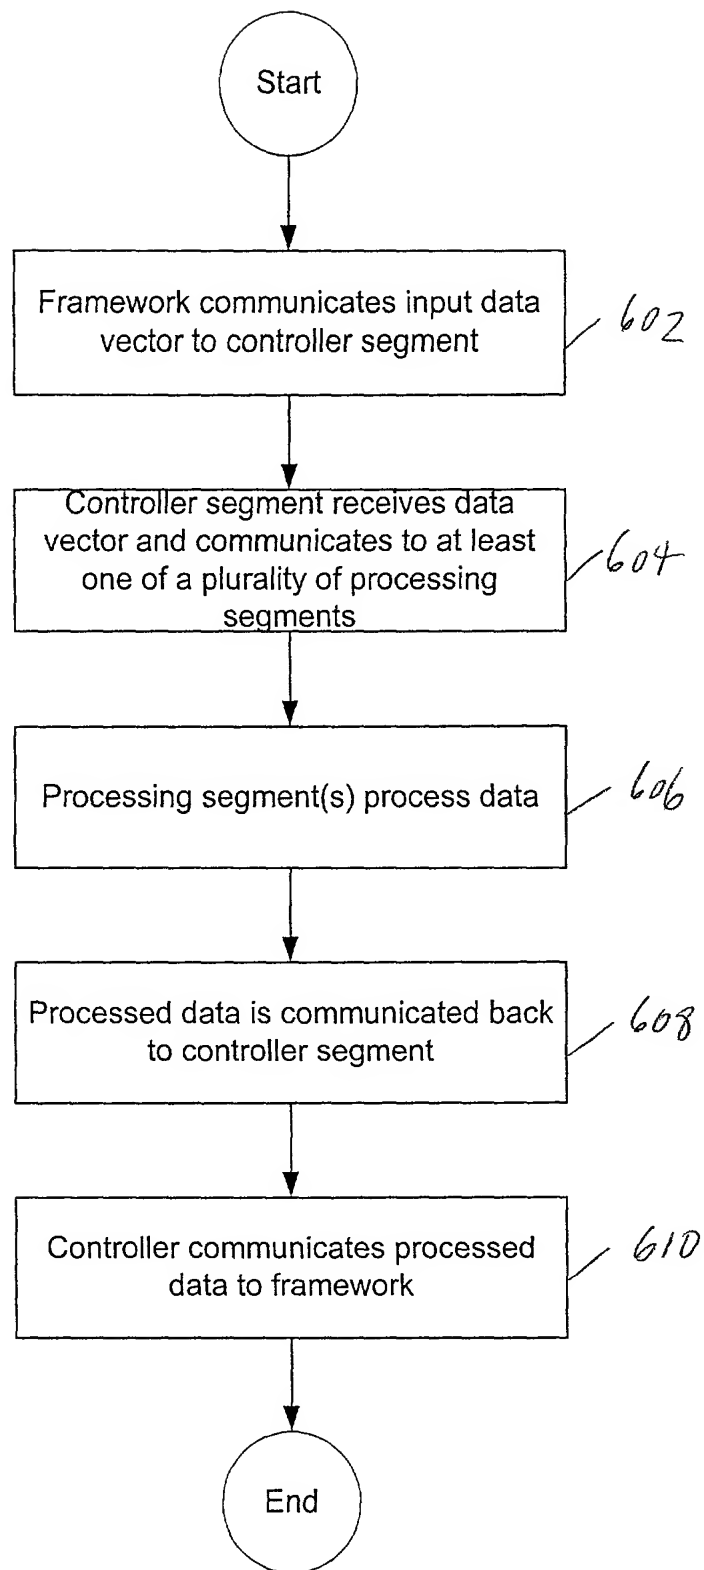 Start
Framework communicates input data
vector to controller segment
602
Controller segment receives data
vector and communicates to at least
one of a plurality of processing
segments
604
Processing segment(s) process data
606
Processed data is communicated back
to controller segment
608
Controller communicates processed
data to framework
610
End